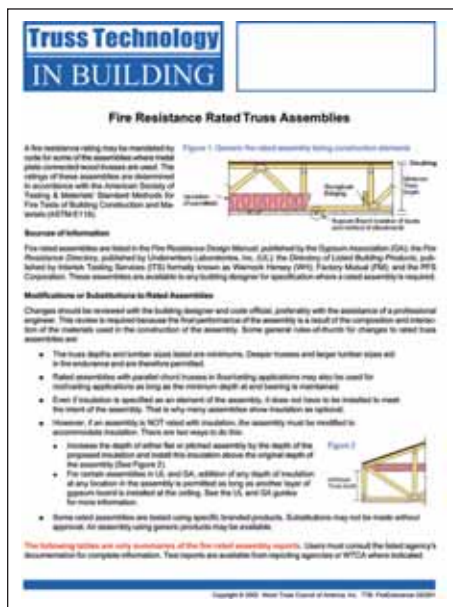 Truss Technology
IN BUILDING
Fire Resistance Rated Truss Assemblies
A fire resistance rating may be mandated by
code for some of the assemblies where metal
plate connected wood trusses are used. The
ratings of these assemblies are determined
in accordance with the American Society of
Testing & Materials' Standard Methods for
Fire Tests of Building Construction and Ma-
terials (ASTM E119).
Figure 1. Generic fire rated assembly listing construction elements
Sources of Information
Fire rated assemblies are listed in the Fire Resistance Design Manual, published by the Gypsum Association (GA), the Fire
Resistance Directory, published by Underwriters Laboratories, Inc. (UL), the Directory of Listed Building Products, pub-
lished by Intertek Testing Services (ITS) formally known as Warnock Hersey (WH), Factory Mutual (FM), and the PFS
Corporation. These assemblies are available to any building designer for specification where a rated assembly is required.
Modifications or Substitutions to Rated Assemblies
Changes should be reviewed with the building designer and code official, preferably with the assistance of a professional
engineer. This review is required because the final performance of the assembly is a result of the composition and interac-
tion of the materials used in the construction of the assembly. Some general rules-of-thumb for changes to rated truss
assemblies are:
• The truss depths and lumber sizes listed are minimums. Deeper trusses and larger lumber sizes aid
in the endurance and are therefore permitted.
• Rated assemblies with parallel chord trusses in floor/ceiling applications may also be used for
roof/ceiling applications as long as the minimum depth at end bearing is maintained.
• Even if insulation is specified as an element of the assembly, it does not have to be installed to meet
the intent of the assembly. That is why many assemblies show insulation as optional.
• However, if an assembly is NOT rated with insulation, the assembly must be modified to
accommodate insulation. There are two ways to do this:
• Increase the depth of either flat or pitched assembly by the depth of the
proposed insulation and install this insulation above the original depth of
the assembly (See Figure 2).
• For certain assemblies in UL and GA, addition of any depth of insulation
at any location in the assembly is permitted as long as another layer of
gypsum board is installed at the ceiling. See the UL and GA guides
for more information.
Figure 2
• Some rated assemblies are tested using specific branded products. Substitutions may not be made without
approval. An assembly using generic products may be available.
The following tables are only summaries of the fire rated assembly reports. Users must consult the listed agency's
documentation for complete information. Two reports are available from reporting agencies or WTCA where indicated.